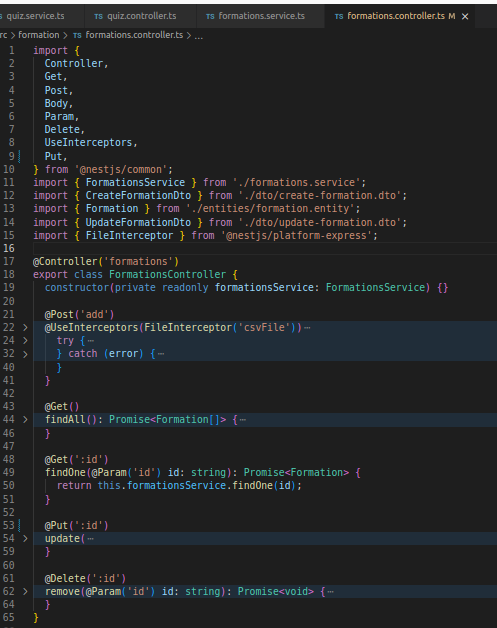 quiz.service.ts TS quiz.controller.ts TS formations.service.ts TS formations.controller.ts M ×
rc > formation > TS formations.controller.ts > ...
1 import {
2 Controller,
3 Get,
4 Post,
5 Body,
6 Param,
7 Delete,
8 UseInterceptors,
9 Put,
10 } from '@nestjs/common';
11 import { FormationsService } from './formations.service';
12 import { CreateFormationDto } from './dto/create-formation.dto';
13 import { Formation } from './entities/formation.entity';
14 import { UpdateFormationDto } from './dto/update-formation.dto';
15 import { FileInterceptor } from '@nestjs/platform-express';
16
17 @Controller('formations')
18 export class FormationsController {
19 constructor(private readonly formationsService: FormationsService) {}
20
21 @Post('add')
22 @UseInterceptors(FileInterceptor('csvFile'))⋯
24 try {⋯
32 } catch (error) {⋯
40 }
41 }
42
43 @Get()
44 findAll(): Promise<Formation[]> {⋯
46 }
47
48 @Get(':id')
49 findOne(@Param('id') id: string): Promise<Formation> {
50 return this.formationsService.findOne(id);
51 }
52
53 @Put(':id')
54 update(⋯
59 }
60
61 @Delete(':id')
62 remove(@Param('id') id: string): Promise<void> {⋯
64 }
65 }